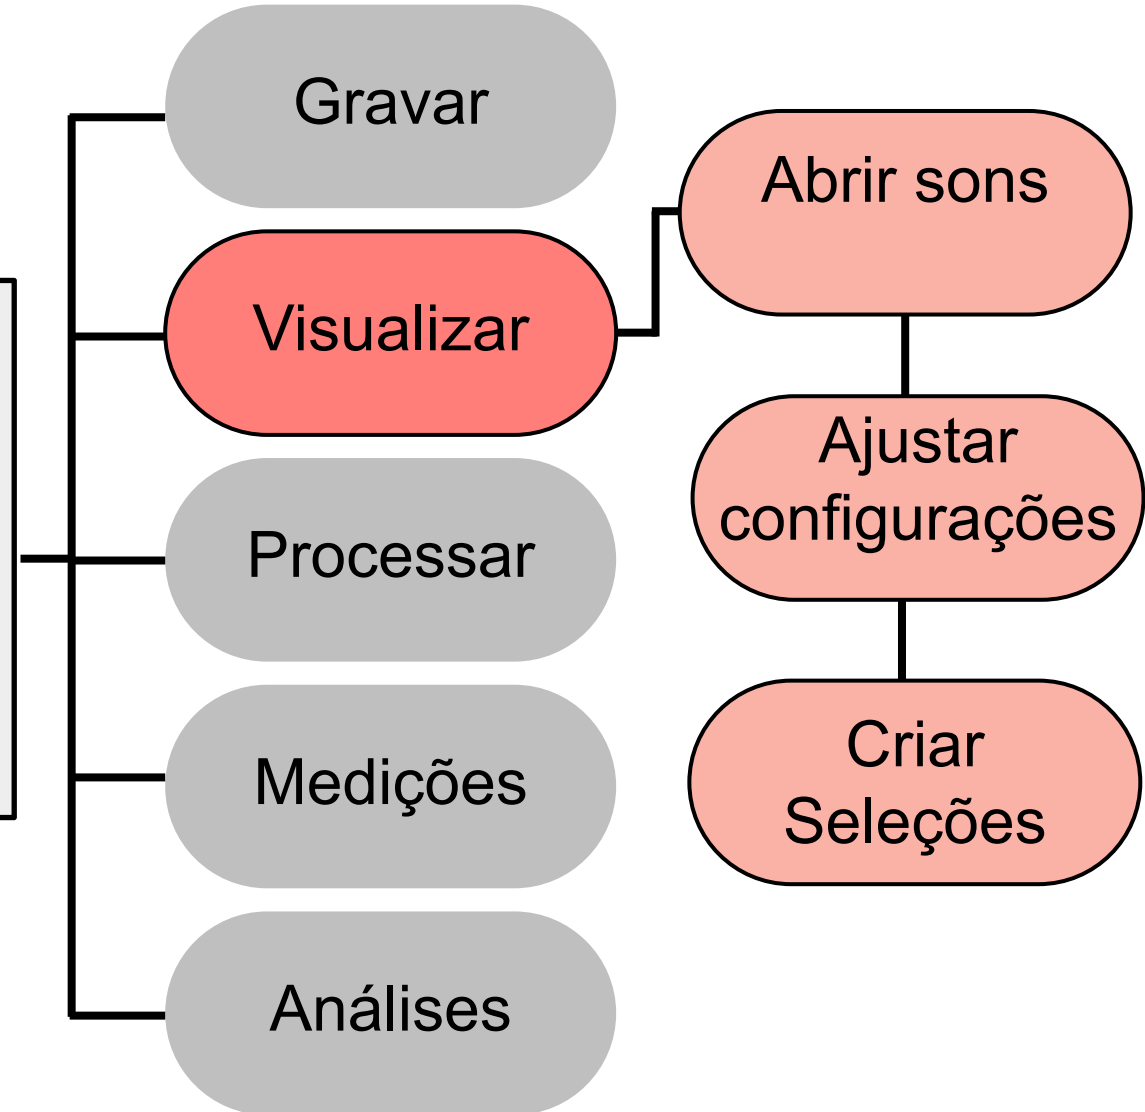 Gravar
Visualizar
Processar
Medições
Análises
Abrir sons
Ajustar
configurações
Criar
Seleções